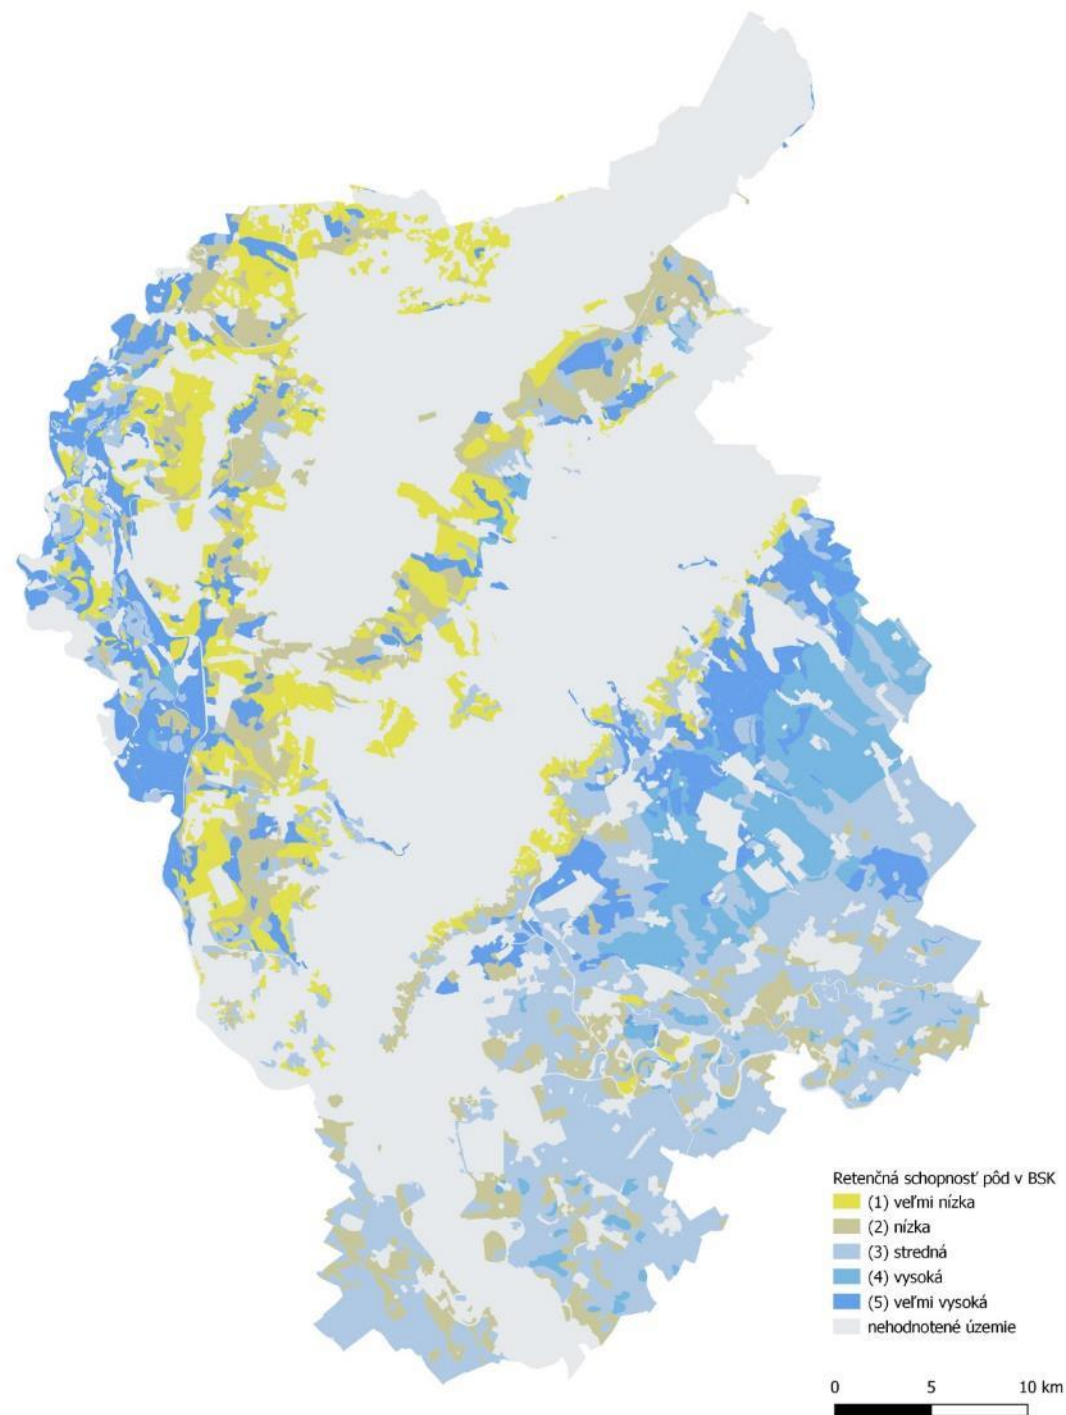 Retenčná schopnosť pôd v BSK
(1) veľmi nízka
(2) nízka
(3) stredná
(4) vysoká
(5) veľmi vysoká
nehodnotené územie
0 5 10 km